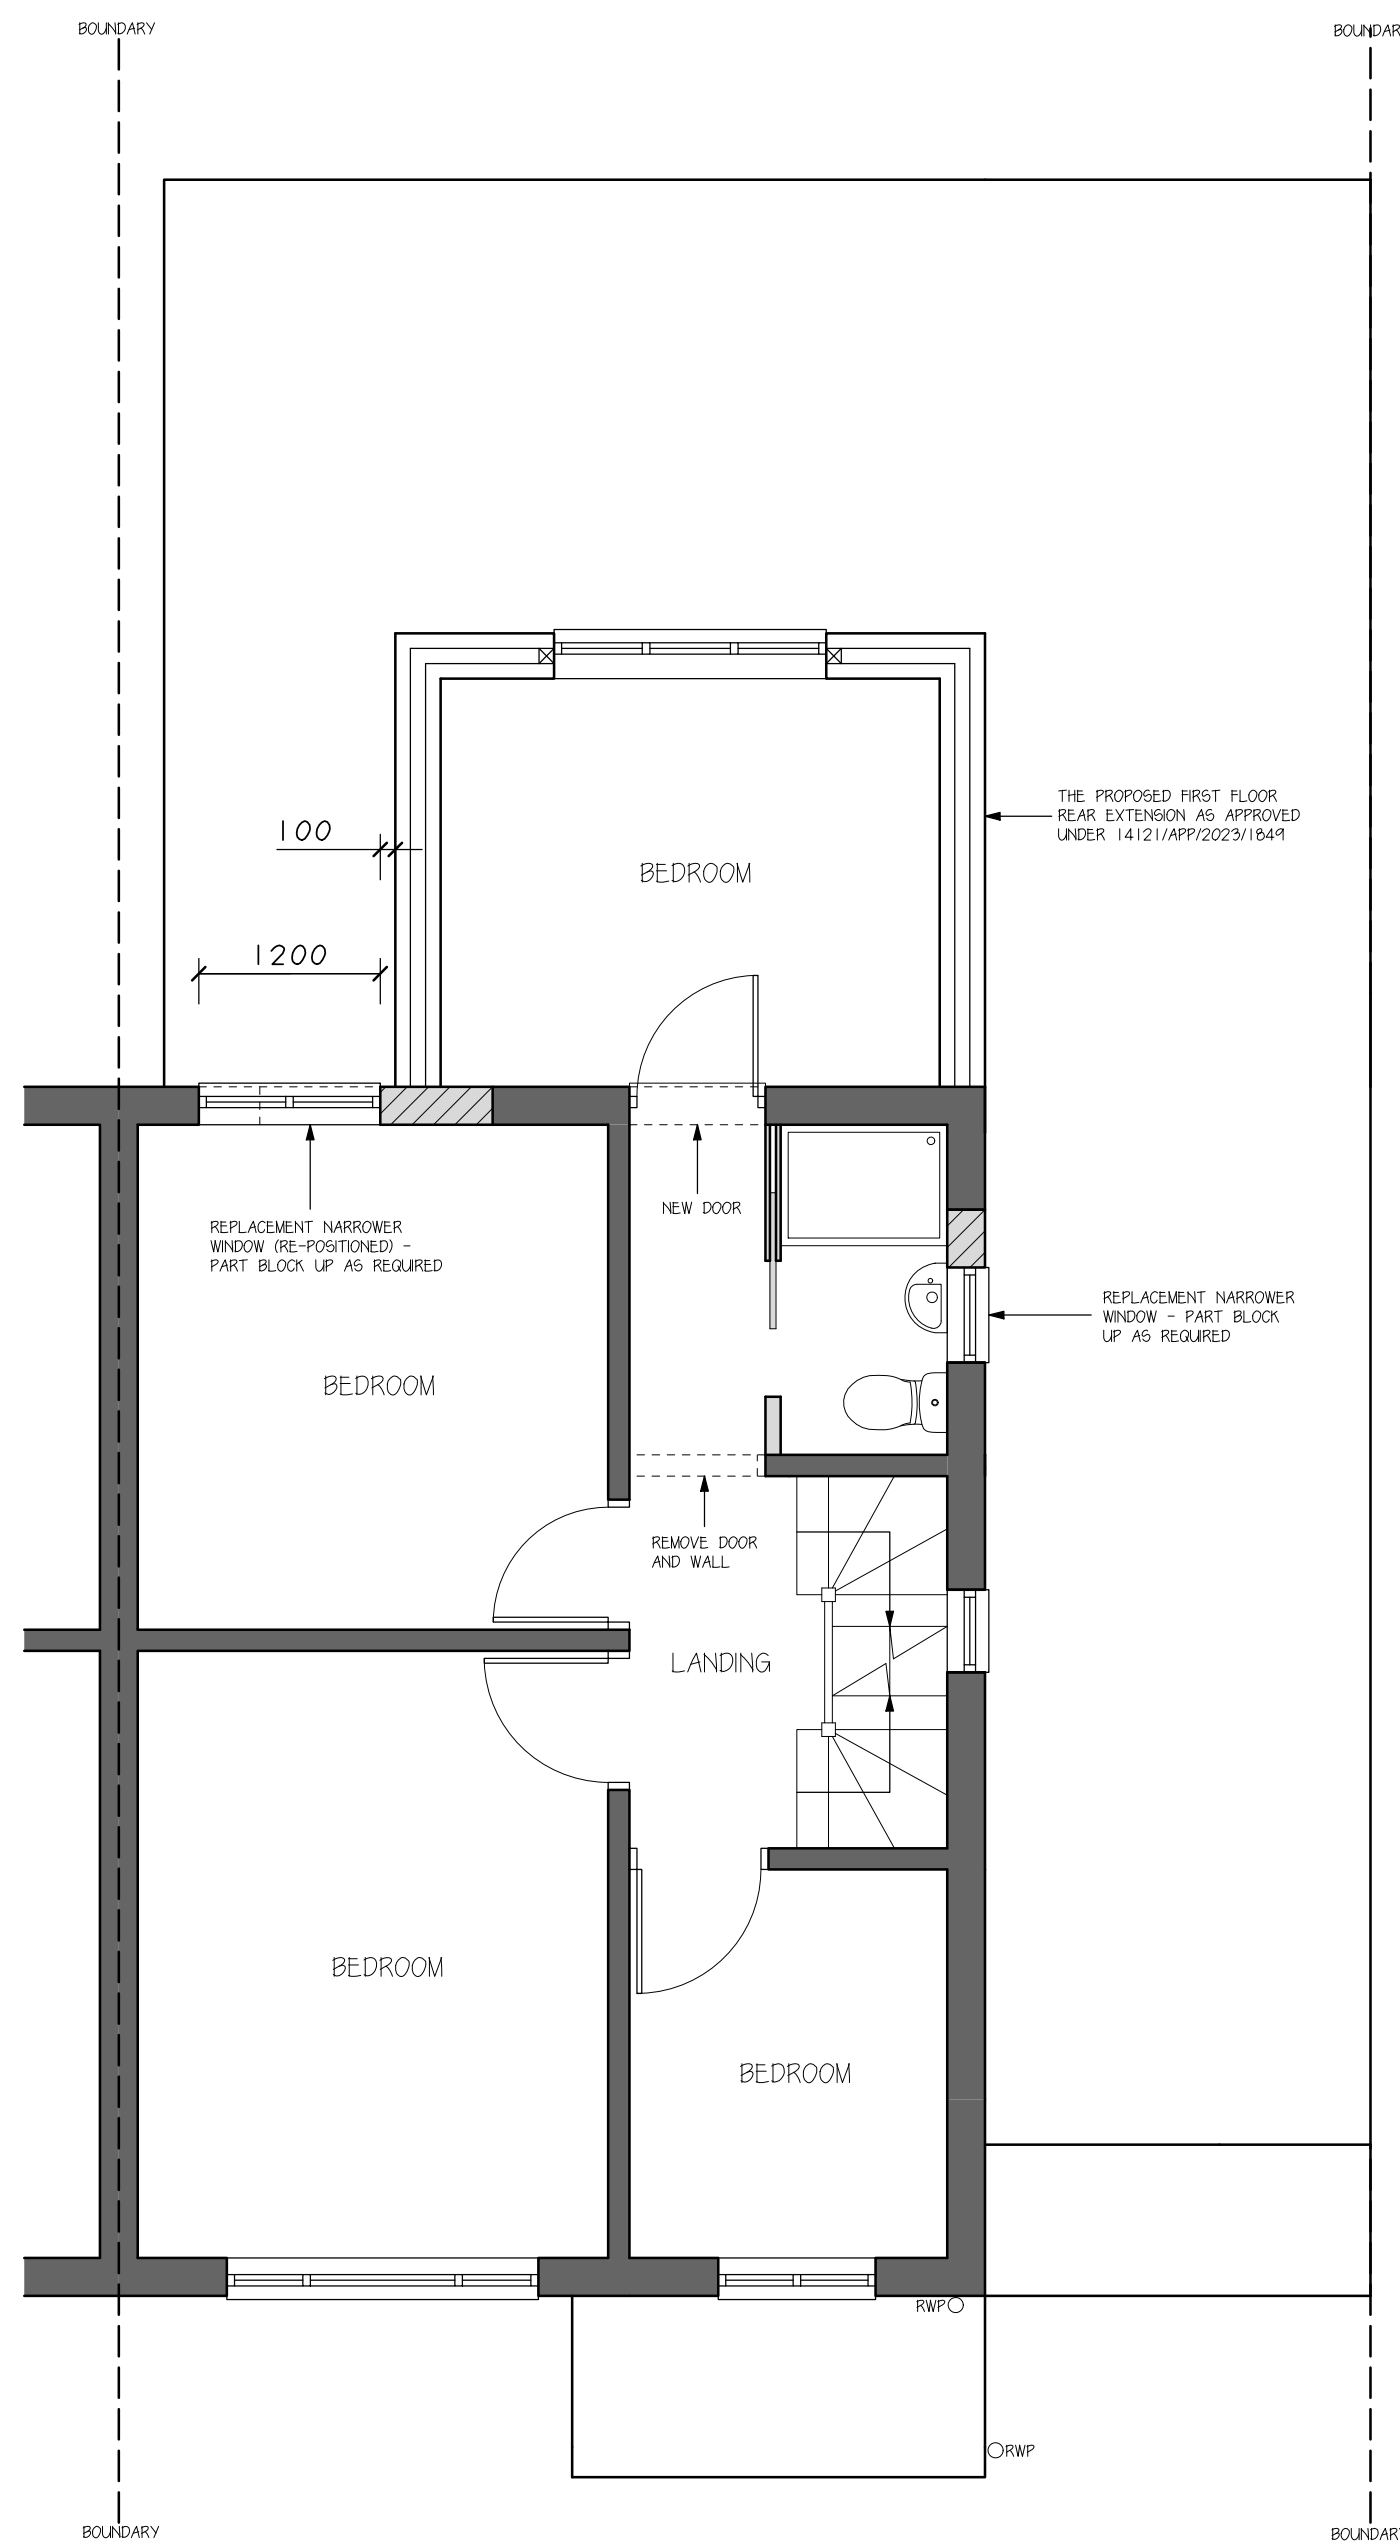 BOUNDARY
BOUNDAR
THE PROPOSED FIRST FLOOR
REAR EXTENSION AS APPROVED
UNDER 14121/APP/2023/1849
100
BEDROOM
1200
NEW DOOR
REPLACEMENT NARROWER
WINDOW (RE-POSITIONED) -
PART BLOCK UP AS REQUIRED
REPLACEMENT NARROWER
WINDOW - PART BLOCK
UP AS REQUIRED
BEDROOM
REMOVE DOOR
AND WALL
LANDING
BEDROOM
BEDROOM
RWP
RWP
BOUNDARY
BOUNDARY